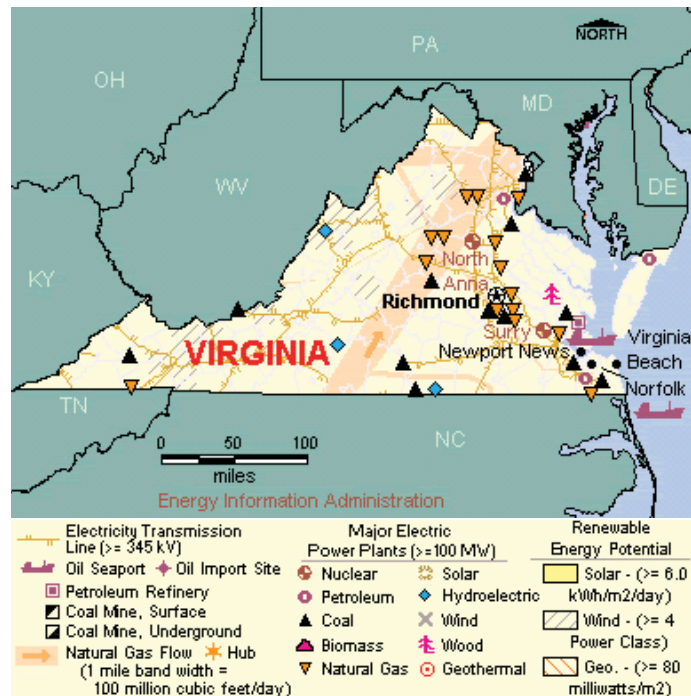 PA
NORTH
OH
MD
WV
DE
KY
North
Anna
Richmond
Surry
Virginia
VIRGINIA
Newport News
Beach
Norfolk
TN
NC
0 50 100
miles
Energy Information Administration
Electricity Transmission
Line (>= 345 kV)
Oil Seaport Oil Import Site
Petroleum Refinery
Coal Mine, Surface
Coal Mine, Underground
Natural Gas Flow Hub
(1 mile band width =
100 million cubic feet/day)
Major Electric
Power Plants (>=100 MW)
Nuclear Solar
Petroleum Hydroelectric
Coal Wind
Biomass Wood
Natural Gas Geothermal
Renewable
Energy Potential
Solar - (>= 6.0
kWh/m2/day)
Wind - (>= 4
Power Class)
Geo. - (>= 80
milliwatts/m2)